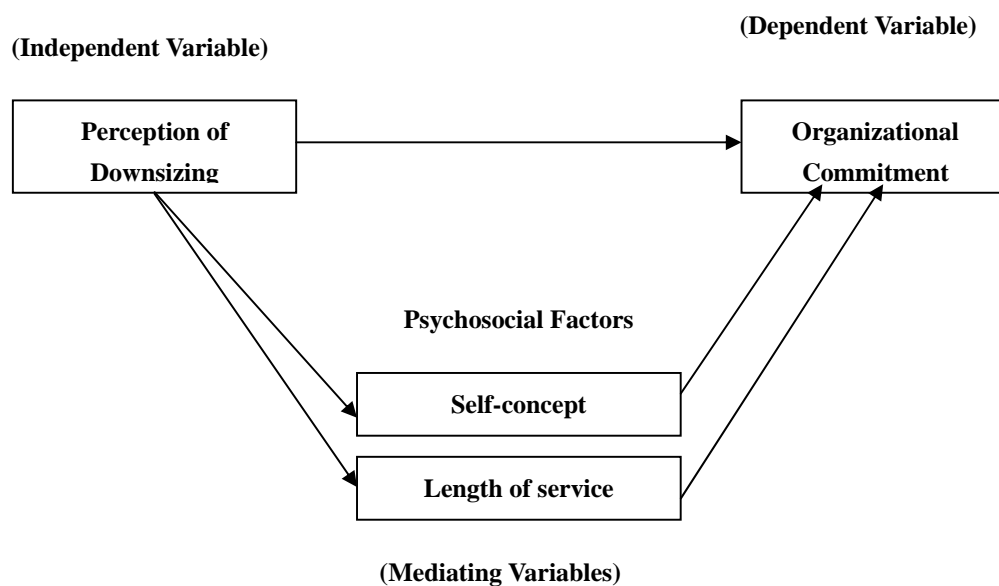 (Independent Variable)
(Dependent Variable)
Perception of
Downsizing
Organizational
Commitment
Psychosocial Factors
Self-concept
Length of service
(Mediating Variables)